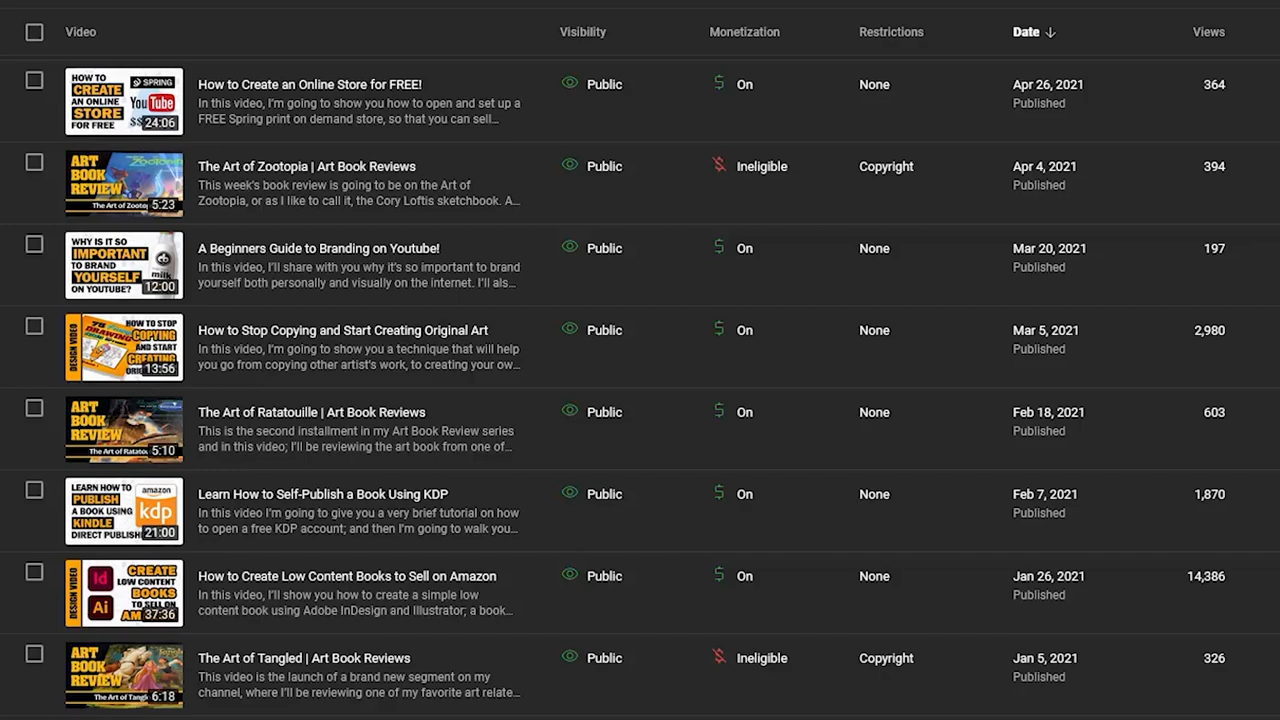 Video Visibility Monetization Restrictions Date ↓ Views
HOW TO
CREATE
AN ONLINE
STORE
FOR FREE
SPRING
YouTube
$$
24:06
How to Create an Online Store for FREE!
In this video, I'm going to show you how to open and set up a
FREE Spring print on demand store, so that you can sell...
Public On None Apr 26, 2021 364
Published
ART
BOOK
REVIEW
The Art of Zootop
5:23
The Art of Zootopia | Art Book Reviews
This week's book review is going to be on the Art of
Zootopia, or as I like to call it, the Cory Loftis sketchbook. A...
Public Ineligible Copyright Apr 4, 2021 394
Published
WHY IS IT SO
IMPORTANT
TO BRAND
YOURSELF
ON YOUTUBE?
milk
12:00
A Beginners Guide to Branding on Youtube!
In this video, I'll share with you why it's so important to brand
yourself both personally and visually on the internet. I'll als...
Public On None Mar 20, 2021 197
Published
DESIGN VIDEO
HOW TO STOP
COPYING
AND START
CREATING
13:56
How to Stop Copying and Start Creating Original Art
In this video, I'm going to show you a technique that will help
you go from copying other artist's work, to creating your ow...
Public On None Mar 5, 2021 2,980
Published
ART
BOOK
REVIEW
The Art of Ratatou
5:10
The Art of Ratatouille | Art Book Reviews
This is the second installment in my Art Book Review series
and in this video; I'll be reviewing the art book from one of...
Public On None Feb 18, 2021 603
Published
LEARN HOW TO
PUBLISH
A BOOK USING
KINDLE
DIRECT PUBLISH
amazon
kdp
21:00
Learn How to Self-Publish a Book Using KDP
In this video I'm going to give you a very brief tutorial on how
to open a free KDP account; and then I'm going to walk you...
Public On None Feb 7, 2021 1,870
Published
DESIGN VIDEO
Id
Ai
CREATE
LOW CONTENT
BOOKS
TO SELL ON
AM
37:36
How to Create Low Content Books to Sell on Amazon
In this video, I'll show you how to create a simple low
content book using Adobe InDesign and Illustrator; a book...
Public On None Jan 26, 2021 14,386
Published
ART
BOOK
REVIEW
The Art of Tangl
6:18
The Art of Tangled | Art Book Reviews
This video is the launch of a brand new segment on my
channel, where I'll be reviewing one of my favorite art relate...
Public Ineligible Copyright Jan 5, 2021 326
Published